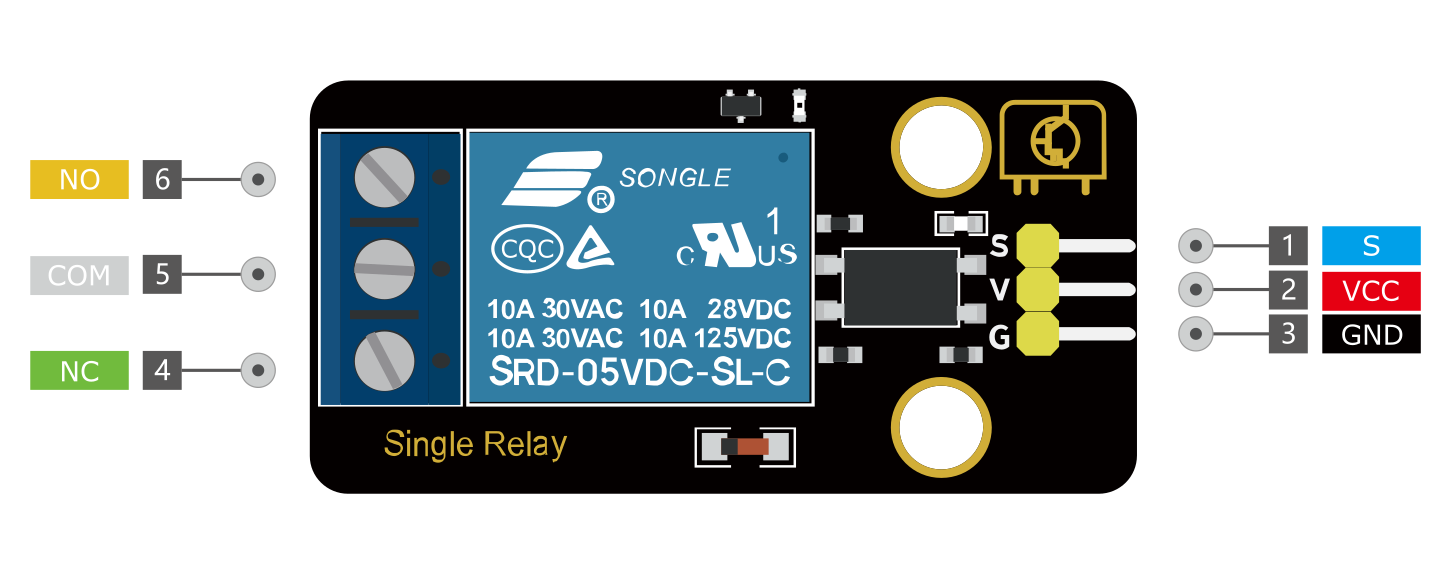 NO 6
COM 5
NC 4
SONGLE
R
CQC
c RU US
1
10A 30VAC 10A 28VDC
10A 30VAC 10A 125VDC
SRD-05VDC-SL-C
Single Relay
S
V
G
1 S
2 VCC
3 GND